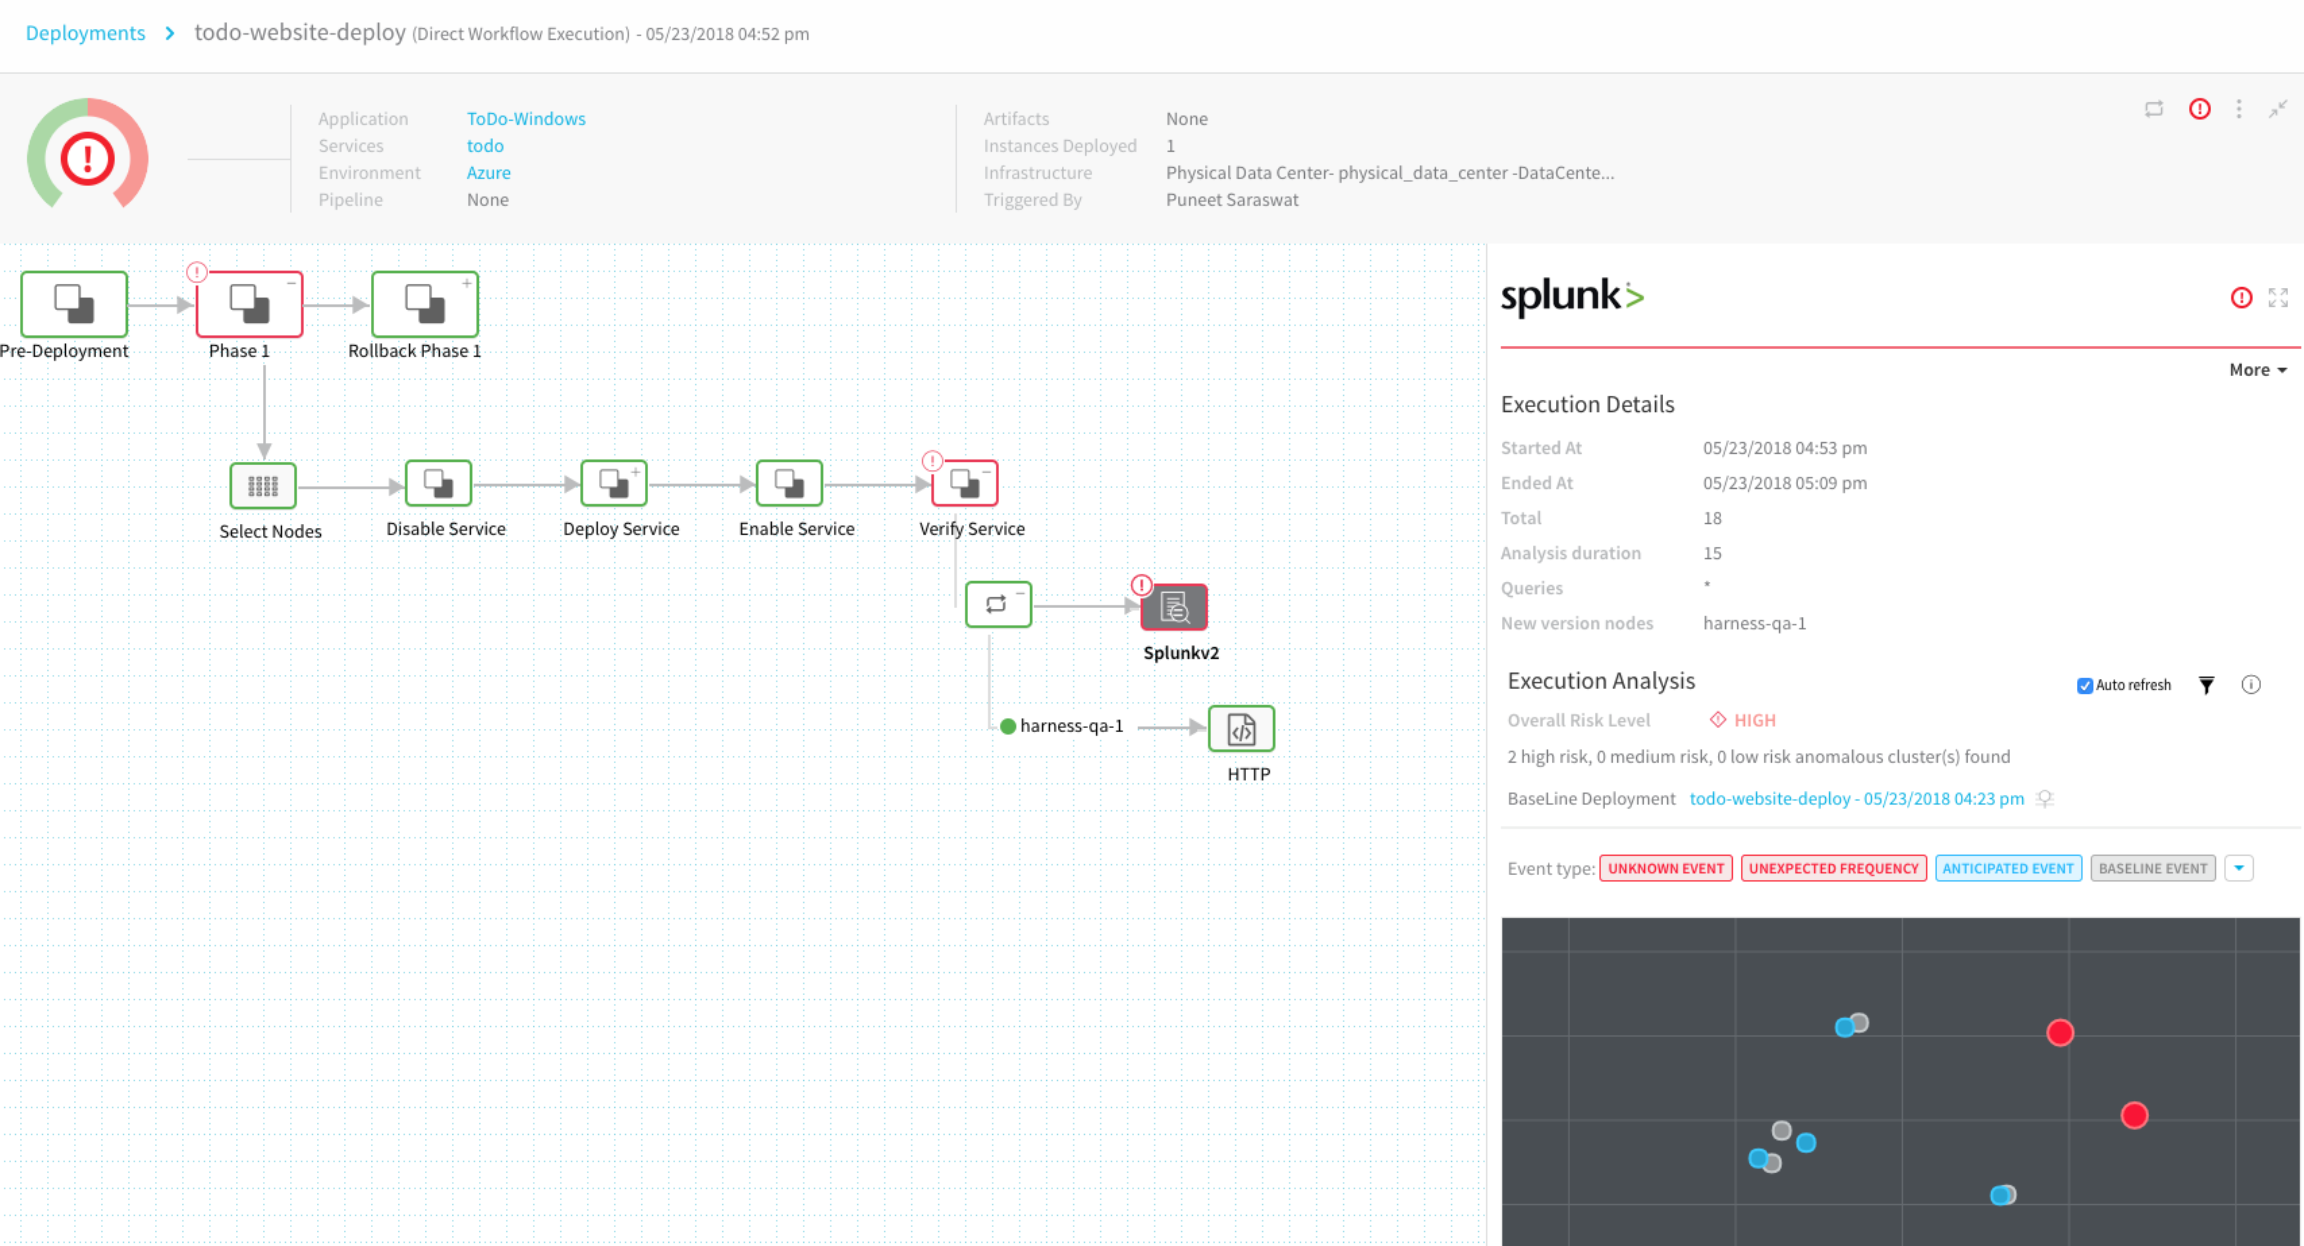 Deployments > todo-website-deploy (Direct Workflow Execution) - 05/23/2018 04:52 pm
Application ToDo-Windows
Services todo
Environment Azure
Pipeline None
Artifacts None
Instances Deployed 1
Infrastructure Physical Data Center- physical_data_center -DataCente...
Triggered By Puneet Saraswat
Pre-Deployment
Phase 1
Rollback Phase 1
Select Nodes
Disable Service
Deploy Service
Enable Service
Verify Service
Splunkv2
harness-qa-1
HTTP
splunk>
More
Execution Details
Started At 05/23/2018 04:53 pm
Ended At 05/23/2018 05:09 pm
Total 18
Analysis duration 15
Queries *
New version nodes harness-qa-1
Execution Analysis
Auto refresh
Overall Risk Level HIGH
2 high risk, 0 medium risk, 0 low risk anomalous cluster(s) found
BaseLine Deployment todo-website-deploy - 05/23/2018 04:23 pm
Event type: UNKNOWN EVENT UNEXPECTED FREQUENCY ANTICIPATED EVENT BASELINE EVENT